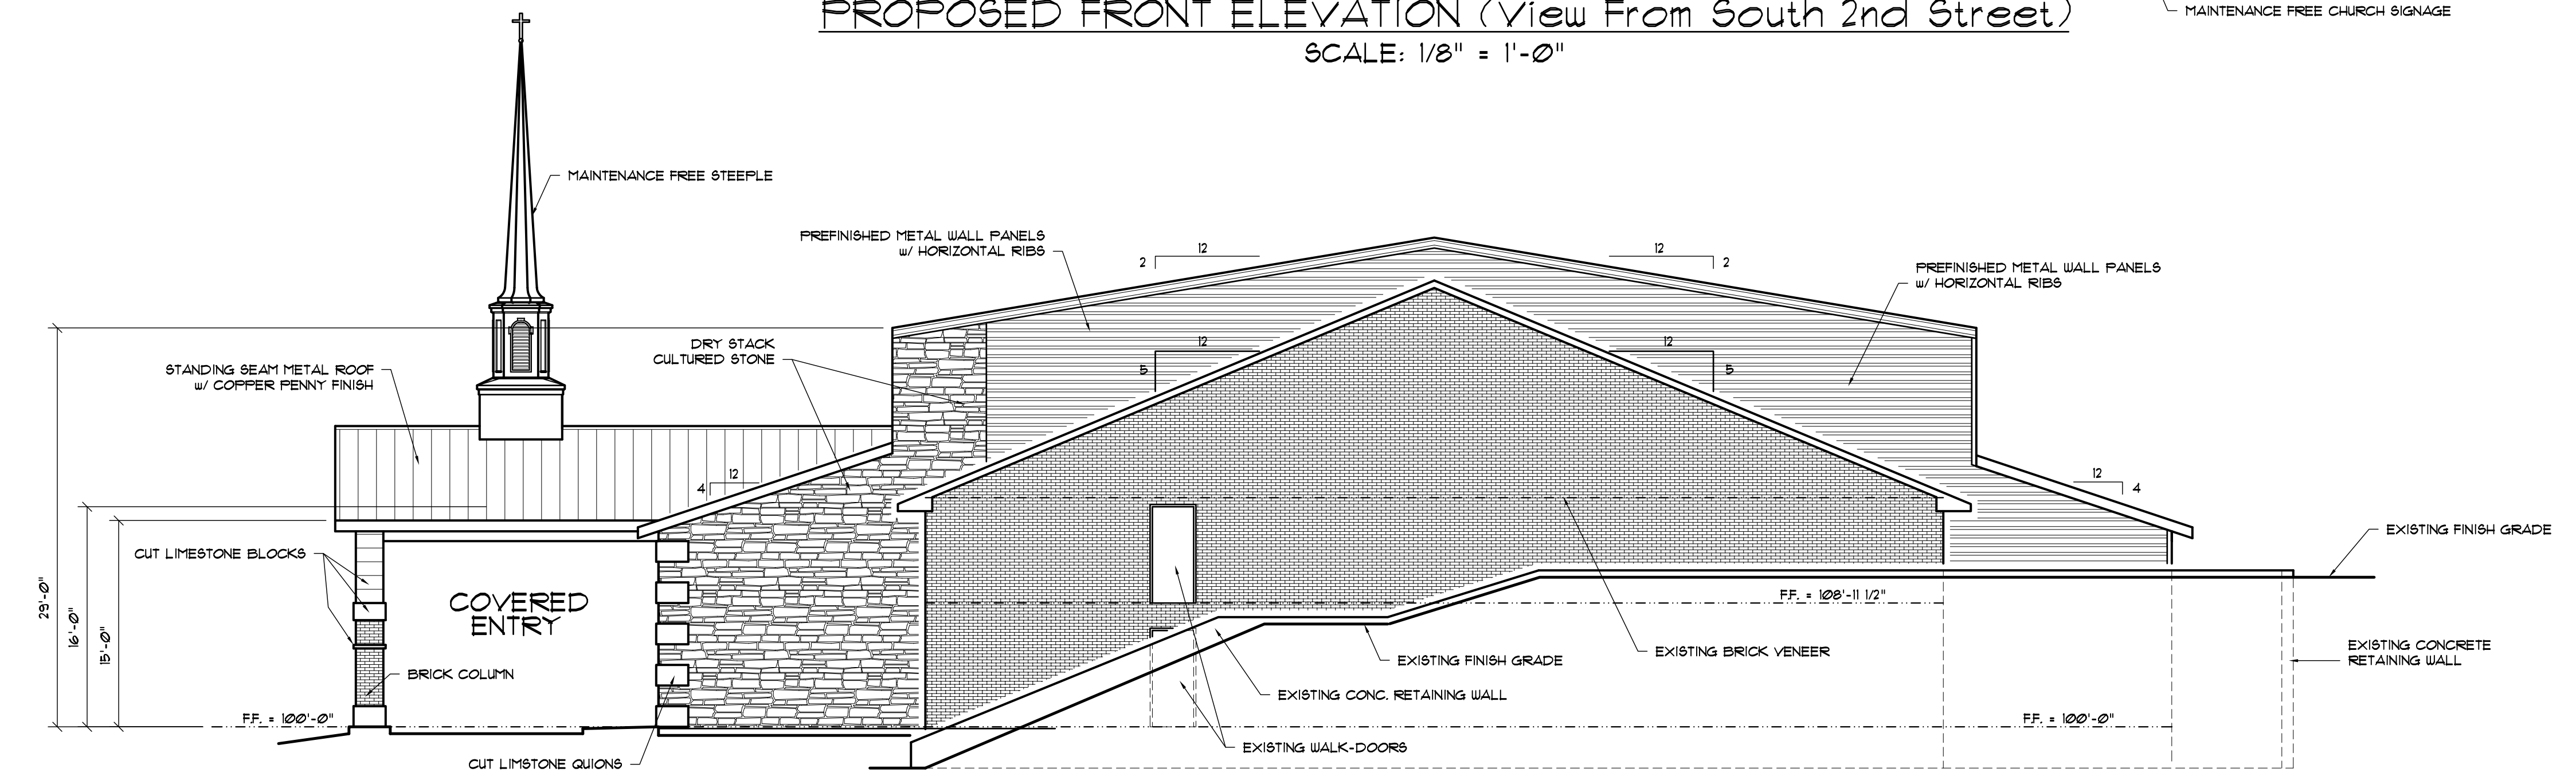 PROPOSED FRONT ELEVATION (View From South 2nd Street)
SCALE: 1/8" = 1'-0"
MAINTENANCE FREE CHURCH SIGNAGE
MAINTENANCE FREE STEEPLE
PREFINISHED METAL WALL PANELS
w/ HORIZONTAL RIBS
12
2
12
2
PREFINISHED METAL WALL PANELS
w/ HORIZONTAL RIBS
DRY STACK
CULTURED STONE
12
5
12
5
STANDING SEAM METAL ROOF
w/ COPPER PENNY FINISH
12
4
12
4
EXISTING FINISH GRADE
CUT LIMESTONE BLOCKS
COVERED
ENTRY
29'-0"
16'-0"
15'-0"
F.F. = 108'-11 1/2"
EXISTING BRICK VENEER
EXISTING CONCRETE
RETAINING WALL
EXISTING FINISH GRADE
BRICK COLUMN
EXISTING CONC. RETAINING WALL
F.F. = 100'-0"
F.F. = 100'-0"
EXISTING WALK-DOORS
CUT LIMSTONE QUIONS